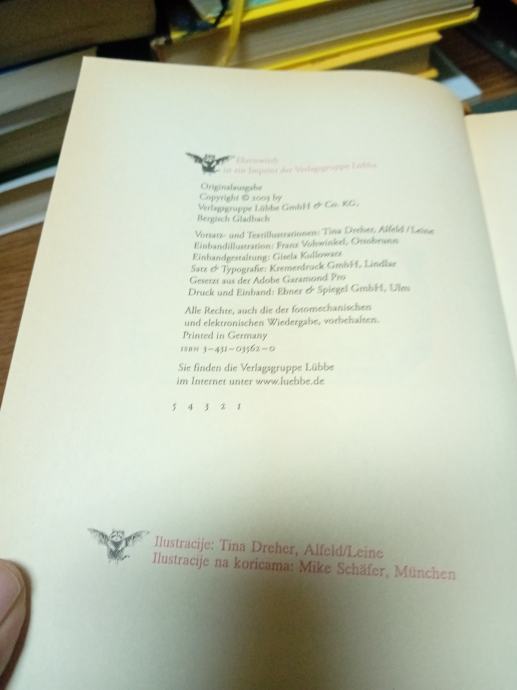 Ehrenwirth
ist ein Imprint der Verlagsgruppe Lübbe
Originalausgabe
Copyright © 2003 by
Verlagsgruppe Lübbe GmbH & Co. KG,
Bergisch Gladbach
Vorsatz- und Textillustrationen: Tina Dreher, Alfeld / Leine
Einbandillustration: Franz Vohwinkel, Ottobrunn
Einbandgestaltung: Gisela Kullowatz
Satz & Typografie: Kremerdruck GmbH, Lindlar
Gesetzt aus der Adobe Garamond Pro
Druck und Einband: Ebner & Spiegel GmbH, Ulm
Alle Rechte, auch die der fotomechanischen
und elektronischen Wiedergabe, vorbehalten.
Printed in Germany
ISBN 3-431-03562-0
Sie finden die Verlagsgruppe Lübbe
im Internet unter www.luebbe.de
5 4 3 2 1
Ilustracije: Tina Dreher, Alfeld/Leine
Ilustracije na koricama: Mike Schäfer, München